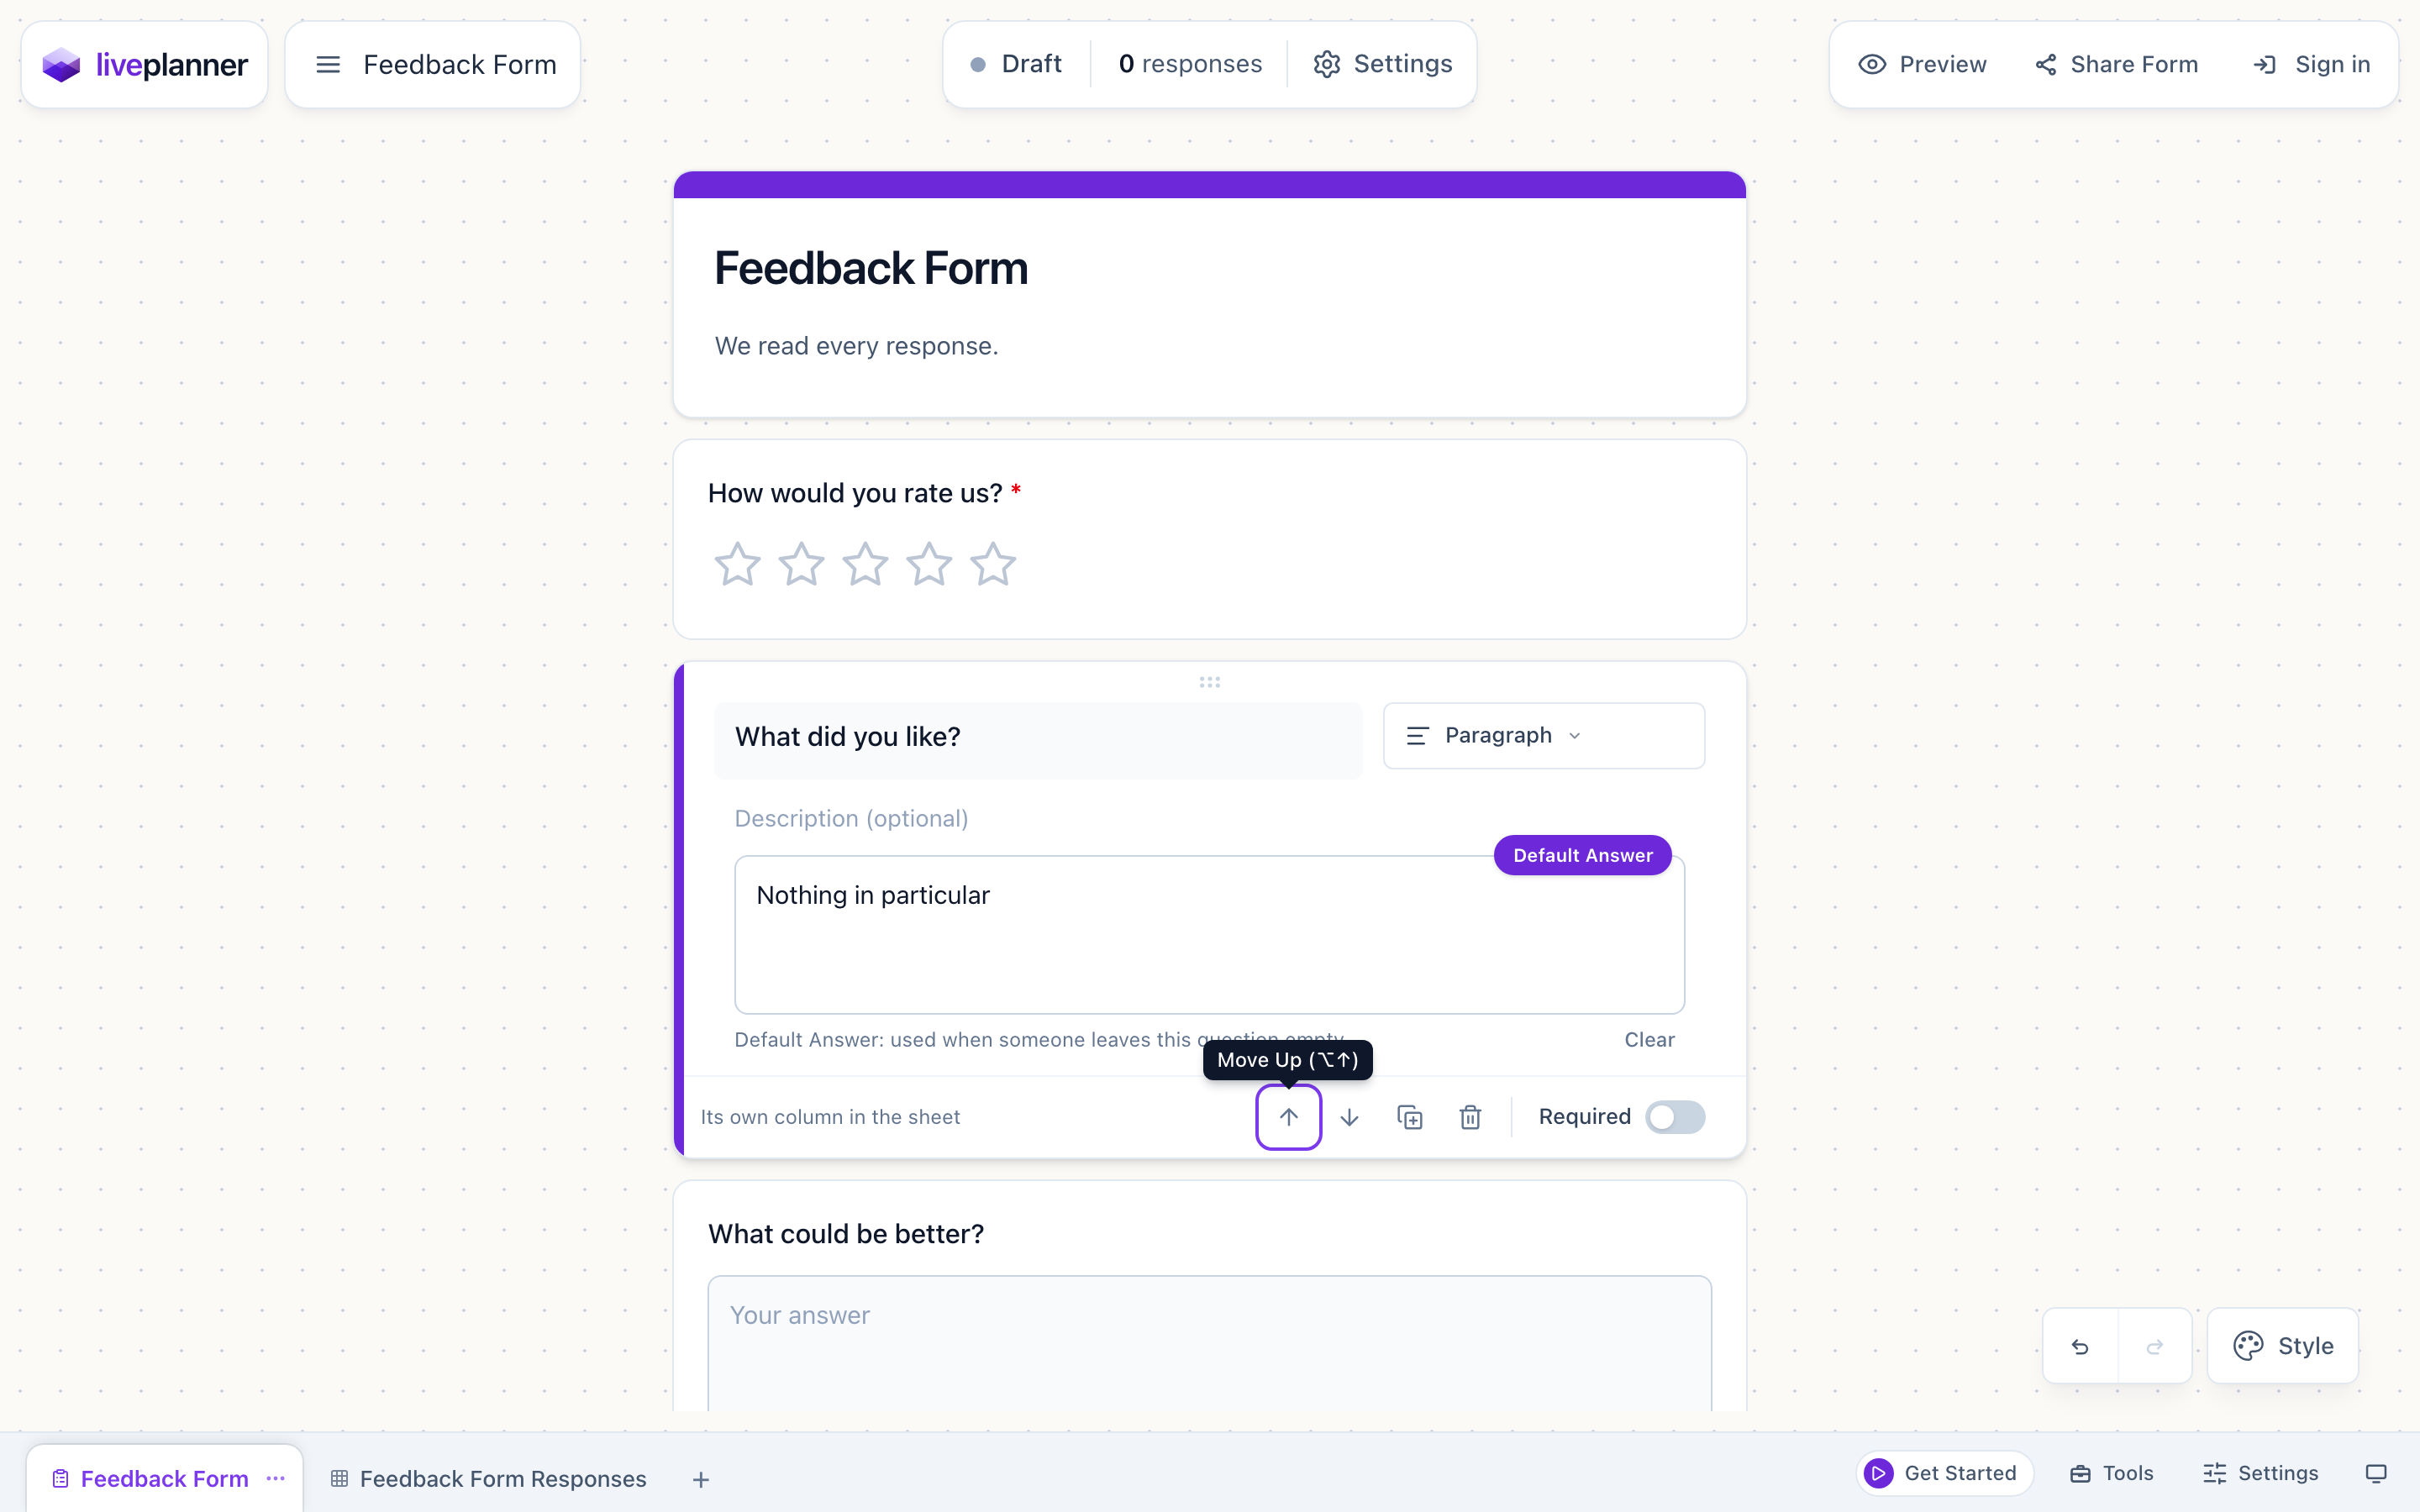 liveplanner
Feedback Form
Draft
0 responses
Settings
Preview
Share Form
Sign in
Feedback Form
We read every response.
How would you rate us? *
What did you like?
Paragraph
Description (optional)
Default Answer
Nothing in particular
Default Answer: used when someone leaves this question empty
Clear
Move Up (⌥↑)
Its own column in the sheet
Required
What could be better?
Your answer
Style
Feedback Form
Feedback Form Responses
Get Started
Tools
Settings